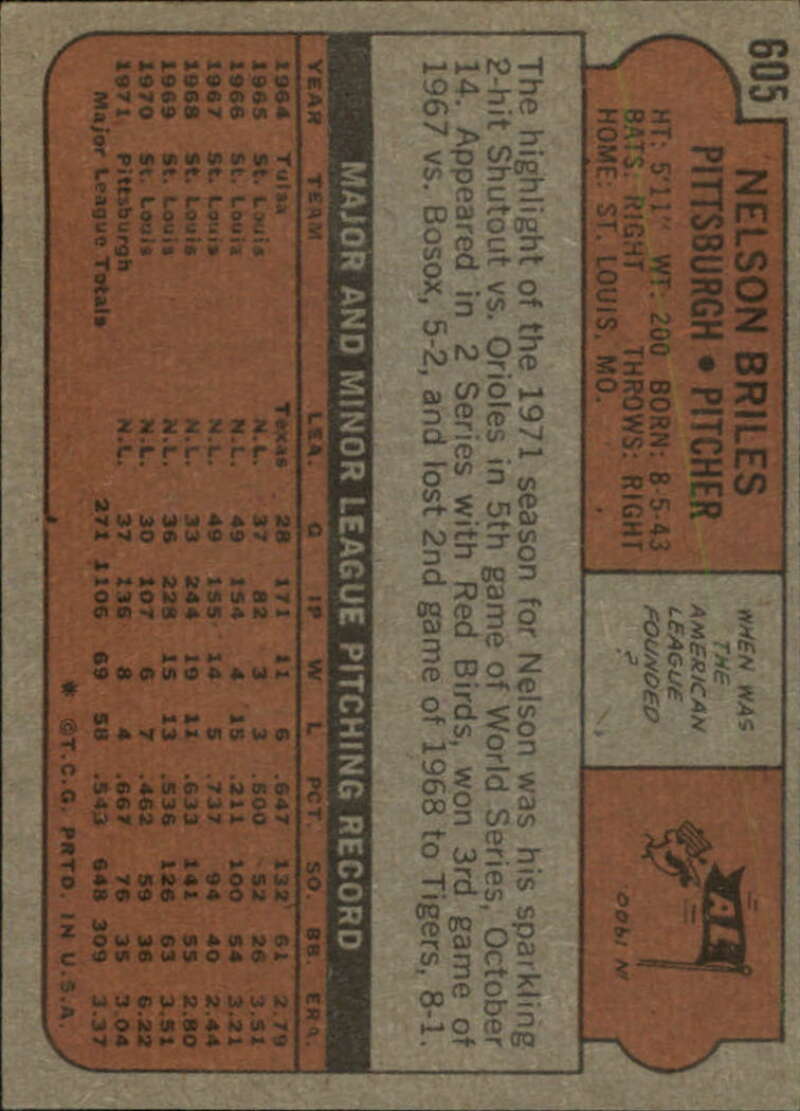 605
NELSON BRILES
PITTSBURGH • PITCHER
HT: 5'11" WT: 200 BORN: 8-5-43
BATS: RIGHT THROWS: RIGHT
HOME: ST. LOUIS, MO.
WHEN WAS
THE
AMERICAN
LEAGUE
FOUNDED
?
AL
IN 1900
The highlight of the 1971 season for Nelson was his sparkling
2-hit Shutout vs. Orioles in 5th game of World Series, October
14. Appeared in 2 Series with Red Birds, won 3rd game of
1967 vs. Bosox, 5-2, and lost 2nd game of 1968 to Tigers, 8-1.
MAJOR AND MINOR LEAGUE PITCHING RECORD
YEAR TEAM LEA. G IP W L PCT. SO. BB. ERA.
1964 Tulsa Texas 28 171 11 6 .647 132 61 2.79
1965 St. Louis N.L. 37 82 3 3 .500 52 26 3.51
1966 St. Louis N.L. 49 154 4 15 .211 100 54 3.21
1967 St. Louis N.L. 49 155 14 5 .737 94 40 2.44
1968 St. Louis N.L. 33 244 19 11 .633 141 55 2.80
1969 St. Louis N.L. 36 228 15 13 .536 126 63 3.51
1970 St. Louis N.L. 30 107 6 7 .462 59 36 6.22
1971 Pittsburgh N.L. 37 136 8 4 .667 76 35 3.04
Major League Totals 271 1106 69 58 .543 648 309 3.37
* ©T.C.G. PRTD. IN U.S.A.